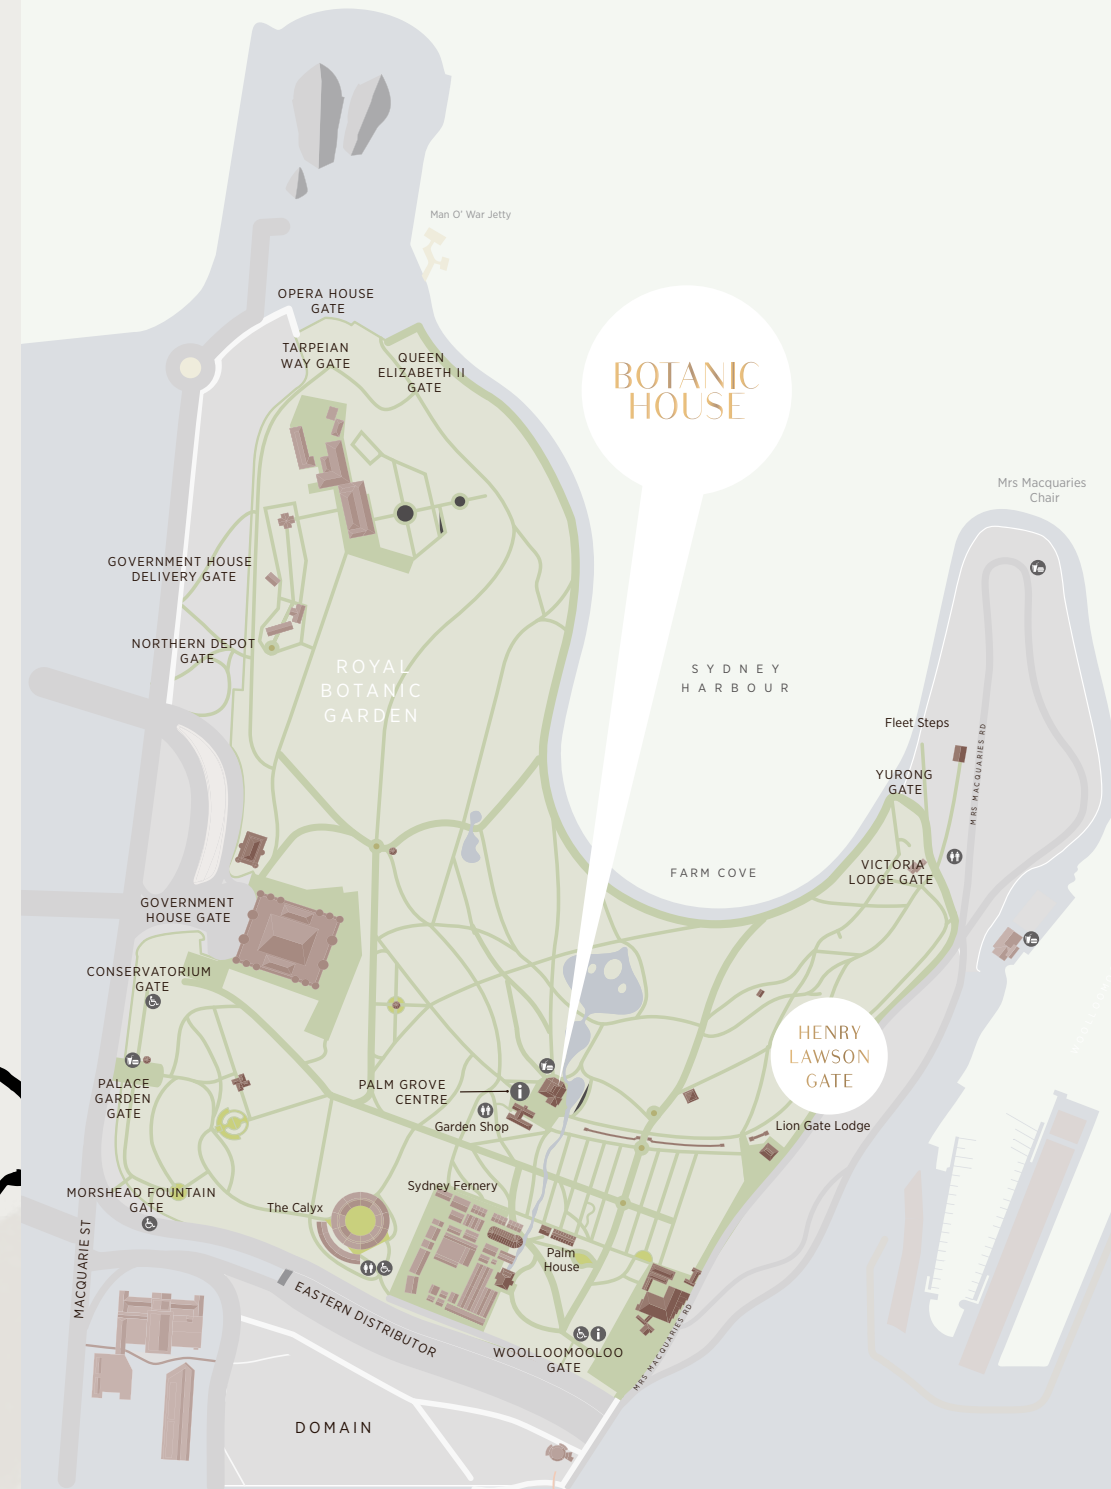 Man O' War Jetty
OPERA HOUSE
GATE
TARPEIAN
WAY GATE
QUEEN
ELIZABETH II
GATE
BOTANIC
HOUSE
Mrs Macquaries
Chair
GOVERNMENT HOUSE
DELIVERY GATE
NORTHERN DEPOT
GATE
ROYAL
BOTANIC
GARDEN
SYDNEY
HARBOUR
Fleet Steps
MRS MACQUARIES RD
YURONG
GATE
VICTORIA
LODGE GATE
FARM COVE
GOVERNMENT
HOUSE GATE
CONSERVATORIUM
GATE
HENRY
LAWSON
GATE
PALACE
GARDEN
GATE
PALM GROVE
CENTRE
Garden Shop
Lion Gate Lodge
MORSHEAD FOUNTAIN
GATE
The Calyx
Sydney Fernery
Palm
House
MACQUARIE ST
EASTERN DISTRIBUTOR
WOOLLOOMOOLOO
GATE
MRS MACQUARIES RD
DOMAIN